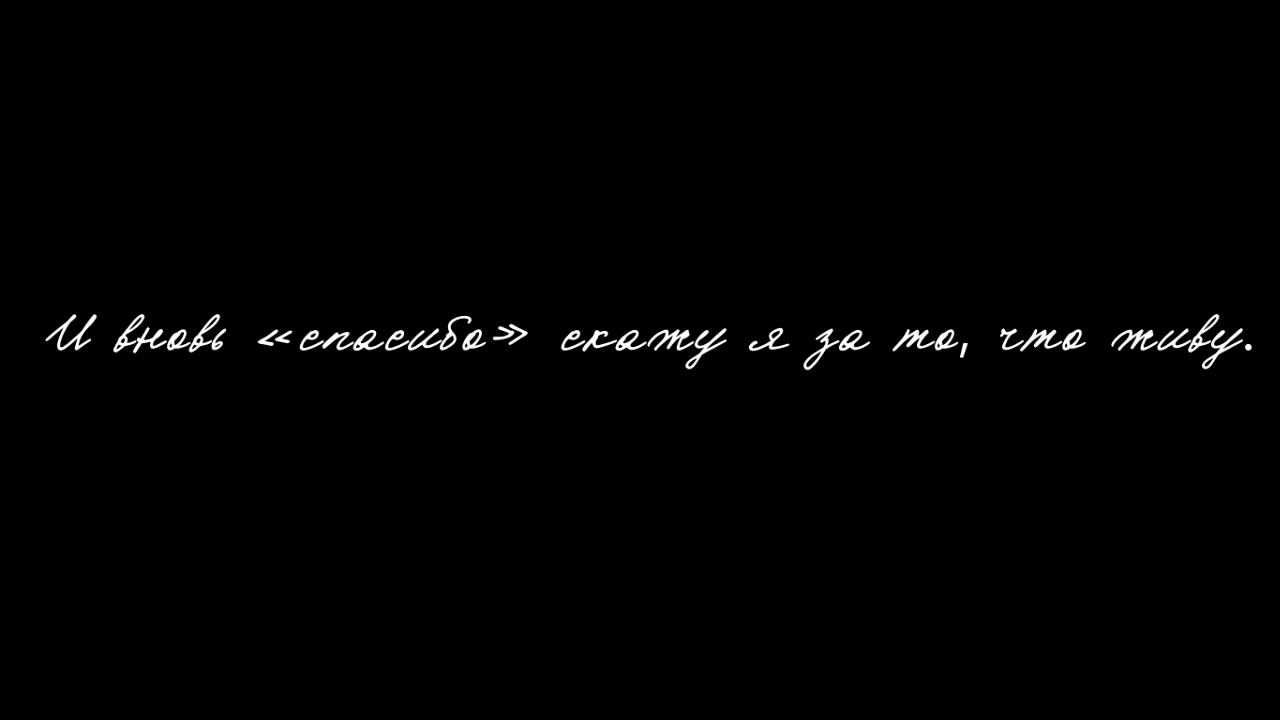 И вновь «спасибо» скажу я за то, что живу.